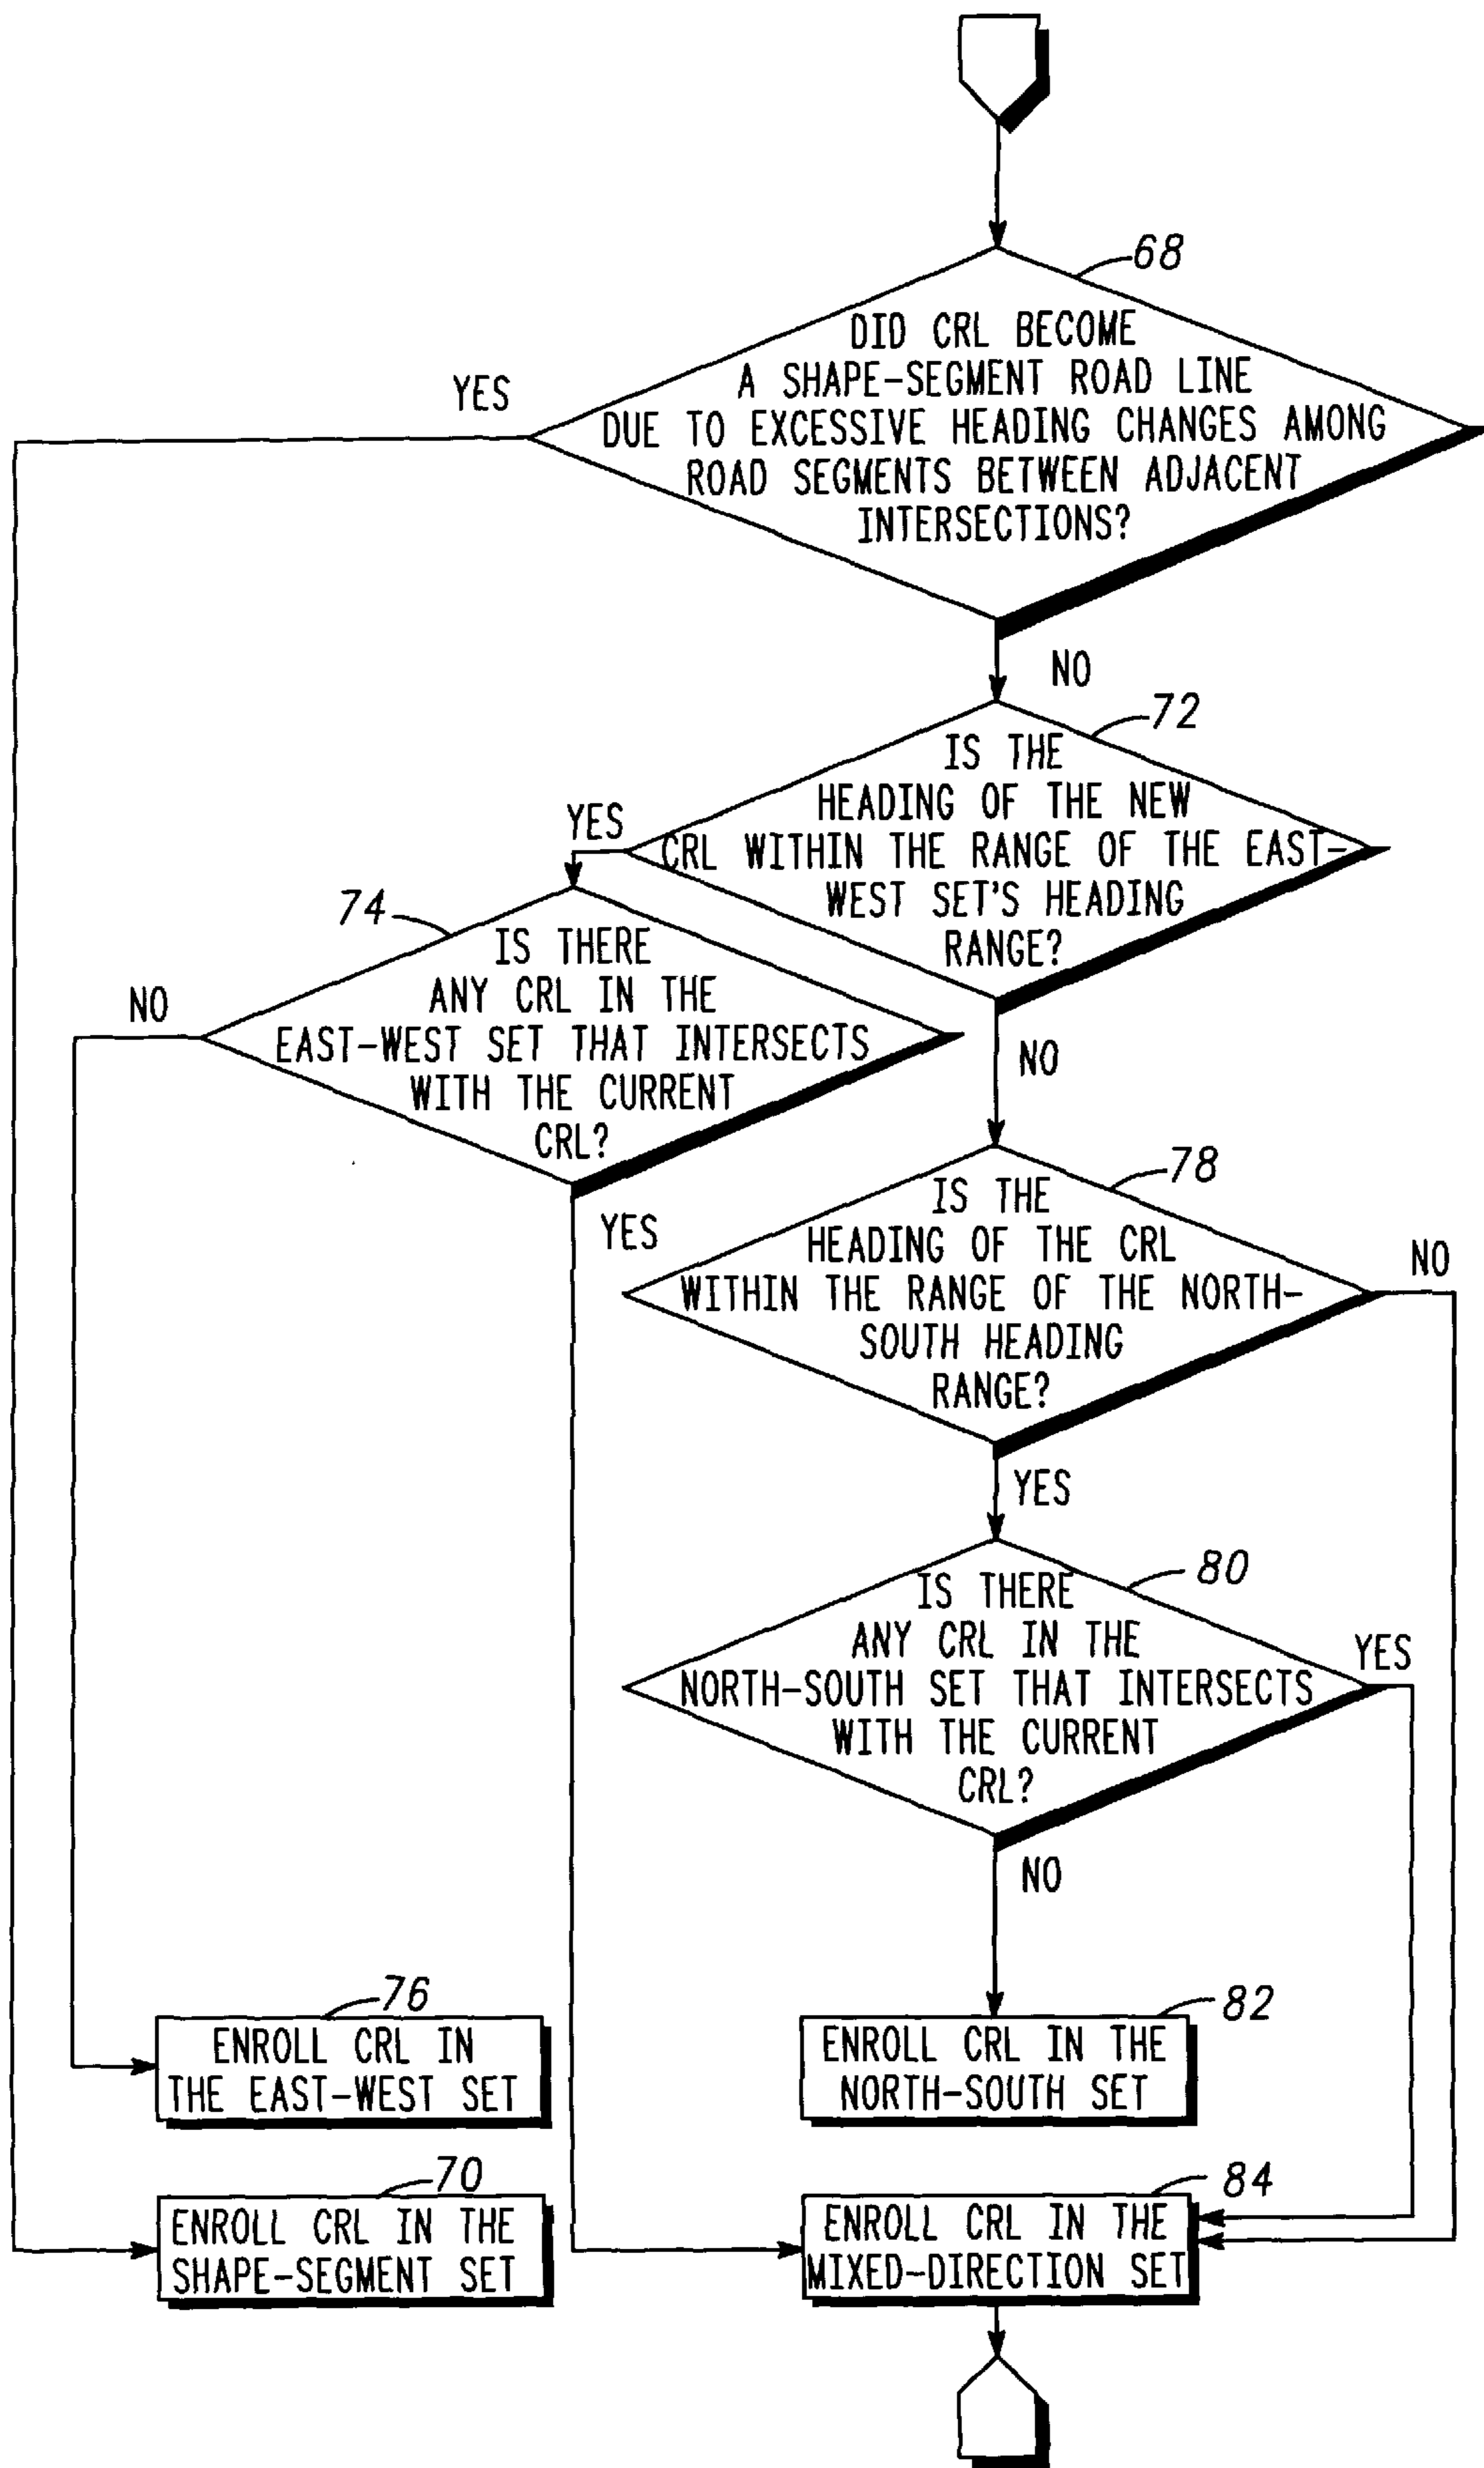 68
DID CRL BECOME
A SHAPE-SEGMENT ROAD LINE
DUE TO EXCESSIVE HEADING CHANGES AMONG
ROAD SEGMENTS BETWEEN ADJACENT
INTERSECTIONS?
YES
NO
72
IS THE
HEADING OF THE NEW
CRL WITHIN THE RANGE OF THE EAST-
WEST SET'S HEADING
RANGE?
YES
NO
74
IS THERE
ANY CRL IN THE
EAST-WEST SET THAT INTERSECTS
WITH THE CURRENT
CRL?
NO
YES
78
IS THE
HEADING OF THE CRL
WITHIN THE RANGE OF THE NORTH-
SOUTH HEADING
RANGE?
NO
YES
80
IS THERE
ANY CRL IN THE
NORTH-SOUTH SET THAT INTERSECTS
WITH THE CURRENT
CRL?
YES
NO
76
ENROLL CRL IN
THE EAST-WEST SET
82
ENROLL CRL IN THE
NORTH-SOUTH SET
70
ENROLL CRL IN THE
SHAPE-SEGMENT SET
84
ENROLL CRL IN THE
MIXED-DIRECTION SET